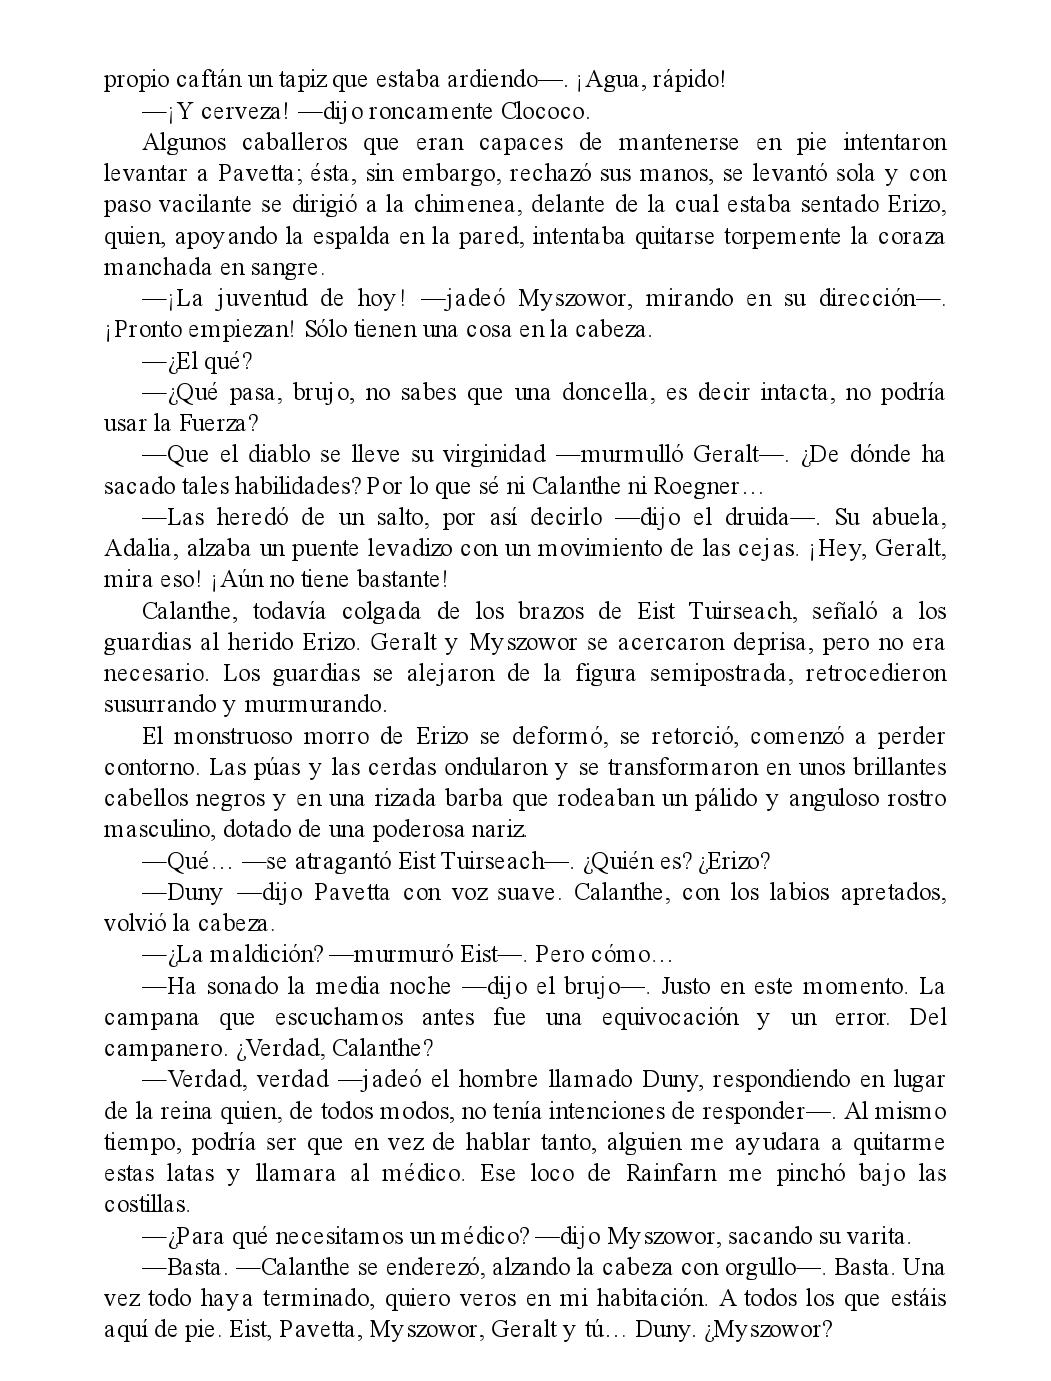 propio caftán un tapiz que estaba ardiendo—. ¡Agua, rápido!
—¡Y cerveza! —dijo roncamente Clococo.
Algunos caballeros que eran capaces de mantenerse en pie intentaron
levantar a Pavetta; ésta, sin embargo, rechazó sus manos, se levantó sola y con
paso vacilante se dirigió a la chimenea, delante de la cual estaba sentado Erizo,
quien, apoyando la espalda en la pared, intentaba quitarse torpemente la coraza
manchada en sangre.
—¡La juventud de hoy! —jadeó Myszowor, mirando en su dirección—.
¡Pronto empiezan! Sólo tienen una cosa en la cabeza.
—¿El qué?
—¿Qué pasa, brujo, no sabes que una doncella, es decir intacta, no podría
usar la Fuerza?
—Que el diablo se lleve su virginidad —murmulló Geralt—. ¿De dónde ha
sacado tales habilidades? Por lo que sé ni Calanthe ni Roegner…
—Las heredó de un salto, por así decirlo —dijo el druida—. Su abuela,
Adalia, alzaba un puente levadizo con un movimiento de las cejas. ¡Hey, Geralt,
mira eso! ¡Aún no tiene bastante!
Calanthe, todavía colgada de los brazos de Eist Tuirseach, señaló a los
guardias al herido Erizo. Geralt y Myszowor se acercaron deprisa, pero no era
necesario. Los guardias se alejaron de la figura semipostrada, retrocedieron
susurrando y murmurando.
El monstruoso morro de Erizo se deformó, se retorció, comenzó a perder
contorno. Las púas y las cerdas ondularon y se transformaron en unos brillantes
cabellos negros y en una rizada barba que rodeaban un pálido y anguloso rostro
masculino, dotado de una poderosa nariz.
—Qué… —se atragantó Eist Tuirseach—. ¿Quién es? ¿Erizo?
—Duny —dijo Pavetta con voz suave. Calanthe, con los labios apretados,
volvió la cabeza.
—¿La maldición? —murmuró Eist—. Pero cómo…
—Ha sonado la media noche —dijo el brujo—. Justo en este momento. La
campana que escuchamos antes fue una equivocación y un error. Del
campanero. ¿Verdad, Calanthe?
—Verdad, verdad —jadeó el hombre llamado Duny, respondiendo en lugar
de la reina quien, de todos modos, no tenía intenciones de responder—. Al mismo
tiempo, podría ser que en vez de hablar tanto, alguien me ayudara a quitarme
estas latas y llamara al médico. Ese loco de Rainfarn me pinchó bajo las
costillas.
—¿Para qué necesitamos un médico? —dijo Myszowor, sacando su varita.
—Basta. —Calanthe se enderezó, alzando la cabeza con orgullo—. Basta. Una
vez todo haya terminado, quiero veros en mi habitación. A todos los que estáis
aquí de pie. Eist, Pavetta, Myszowor, Geralt y tú… Duny. ¿Myszowor?